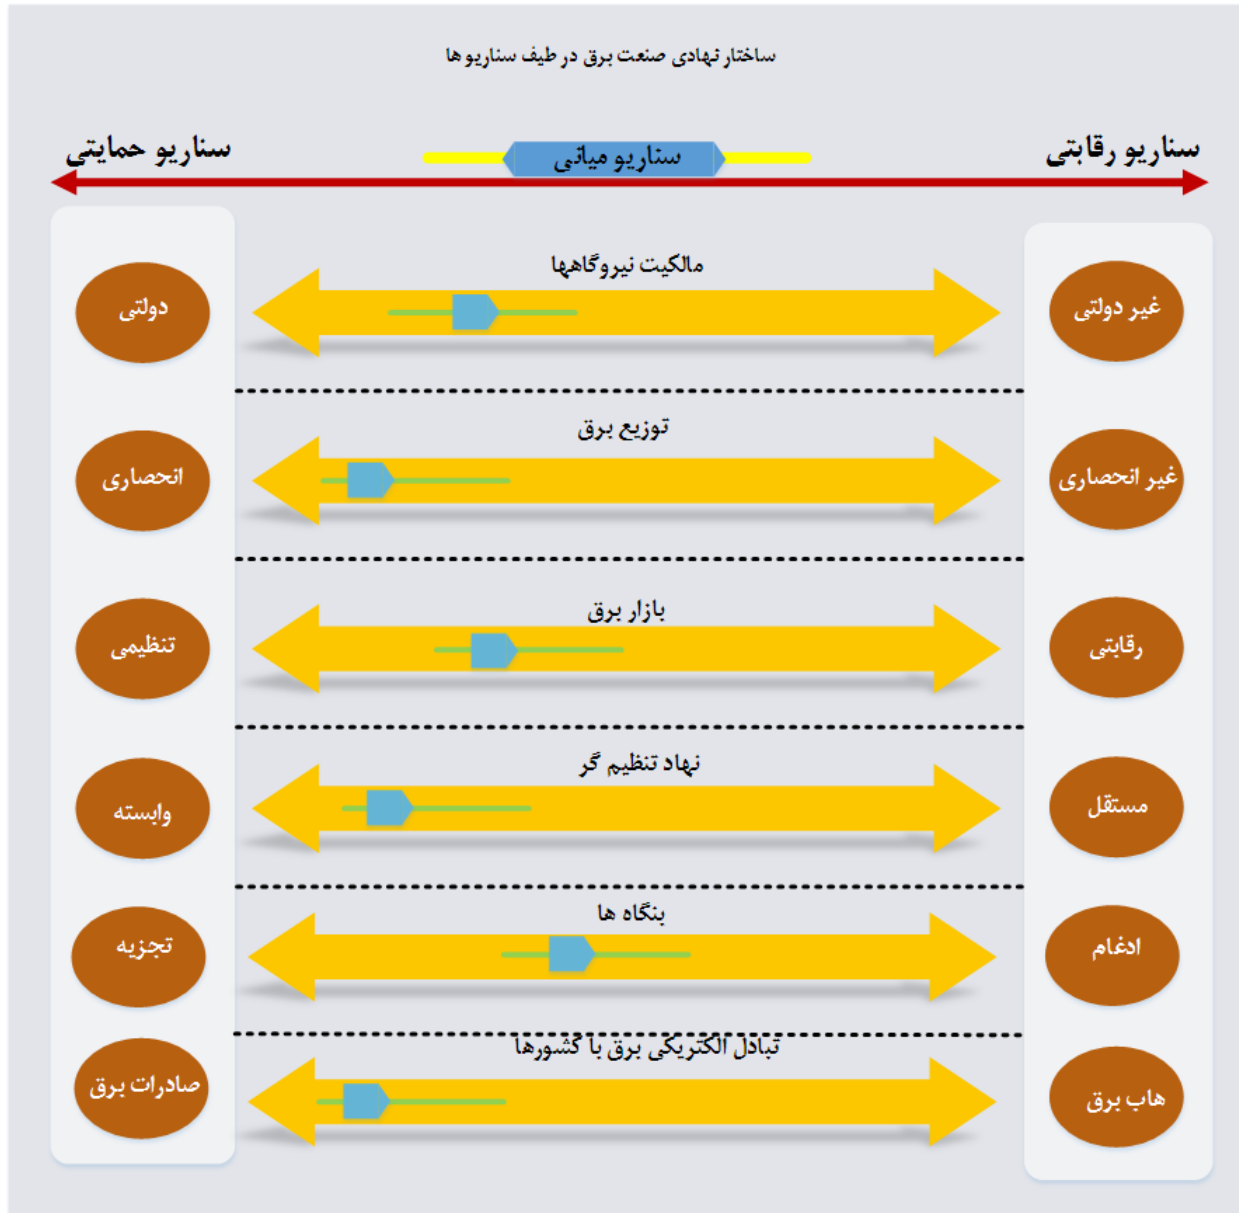 ساختار نهادی صنعت برق در طیف سناریو ها
سناریو رقابتی
سناریو میانی
سناریو حمایتی
مالکیت نیروگاهها
غیر دولتی
دولتی
توزیع برق
غیر انحصاری
انحصاری
بازار برق
رقابتی
تنظیمی
نهاد تنظیم گر
مستقل
وابسته
بنگاه ها
ادغام
تجزیه
تبادل الکتریکی برق با کشورها
هاب برق
صادرات برق